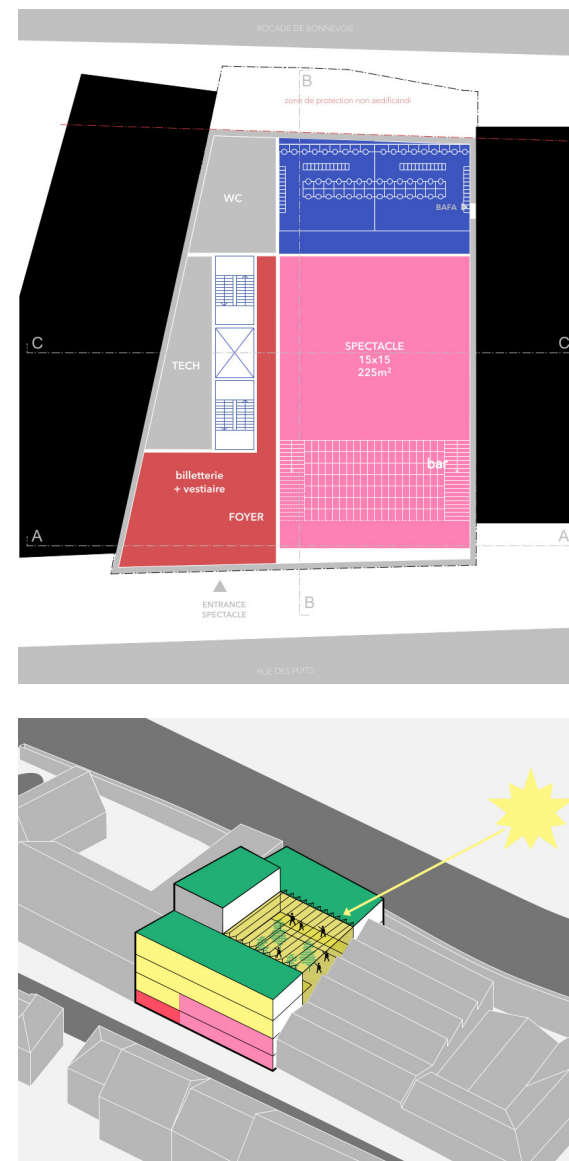 ROCADE DE BONNEVOIE
B
zone de protection non aedificandi
WC
BAFA
C
C
SPECTACLE
15x15
225m²
TECH
bar
billetterie
+ vestiaire
FOYER
A
A
ENTRANCE
SPECTACLE
B
RUE DES PUITS